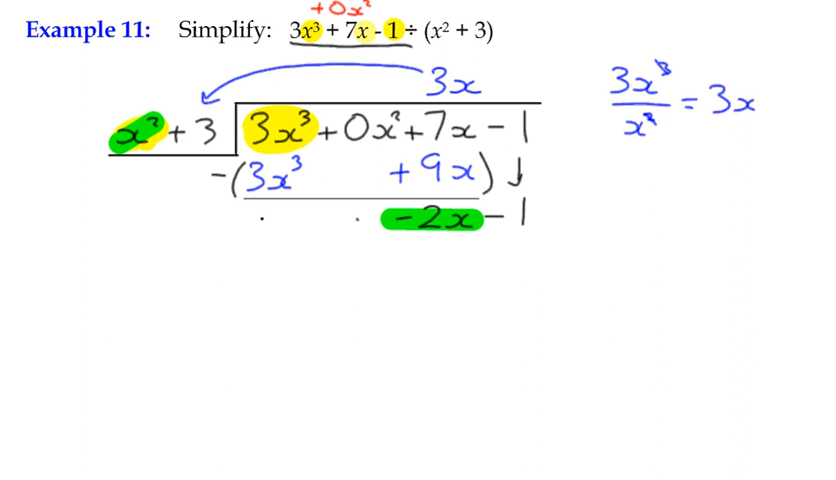 +0x²
Example 11: Simplify: 3x³ + 7x - 1 ÷ (x² + 3)
3x
3x³/x² = 3x
x² + 3 | 3x³ + 0x² + 7x - 1
-(3x³ + 9x) ↓
. . -2x - 1